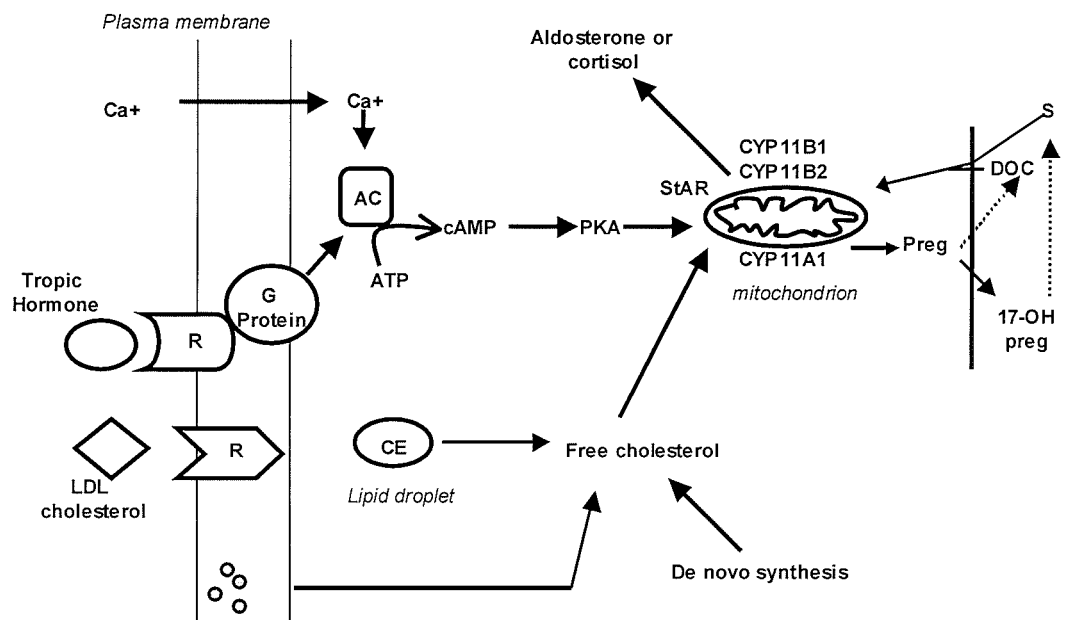 Plasma membrane
Ca+
Ca+
AC
cAMP
PKA
ATP
Tropic
Hormone
R
G
Protein
LDL
cholesterol
R
CE
Lipid droplet
Free cholesterol
De novo synthesis
Aldosterone or
cortisol
CYP11B1
CYP11B2
StAR
CYP11A1
mitochondrion
Preg
S
DOC
17-OH
preg